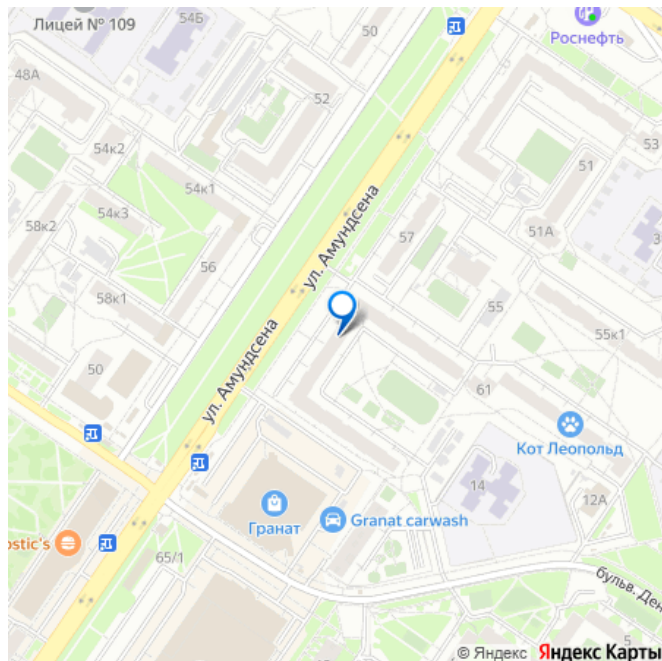 Лицей № 109
54Б
50
Роснефть
48А
52
53
54к2
51
54к1
ул. Амундсена
58к2
54к3
57
51А
3
56
58к1
55
55к1
50
ул. Амундсена
61
Кот Леопольд
14
12А
Гранат
Granat carwash
ostic's
65/1
бульв. Ден
5
© Яндекс Яндекс Карты